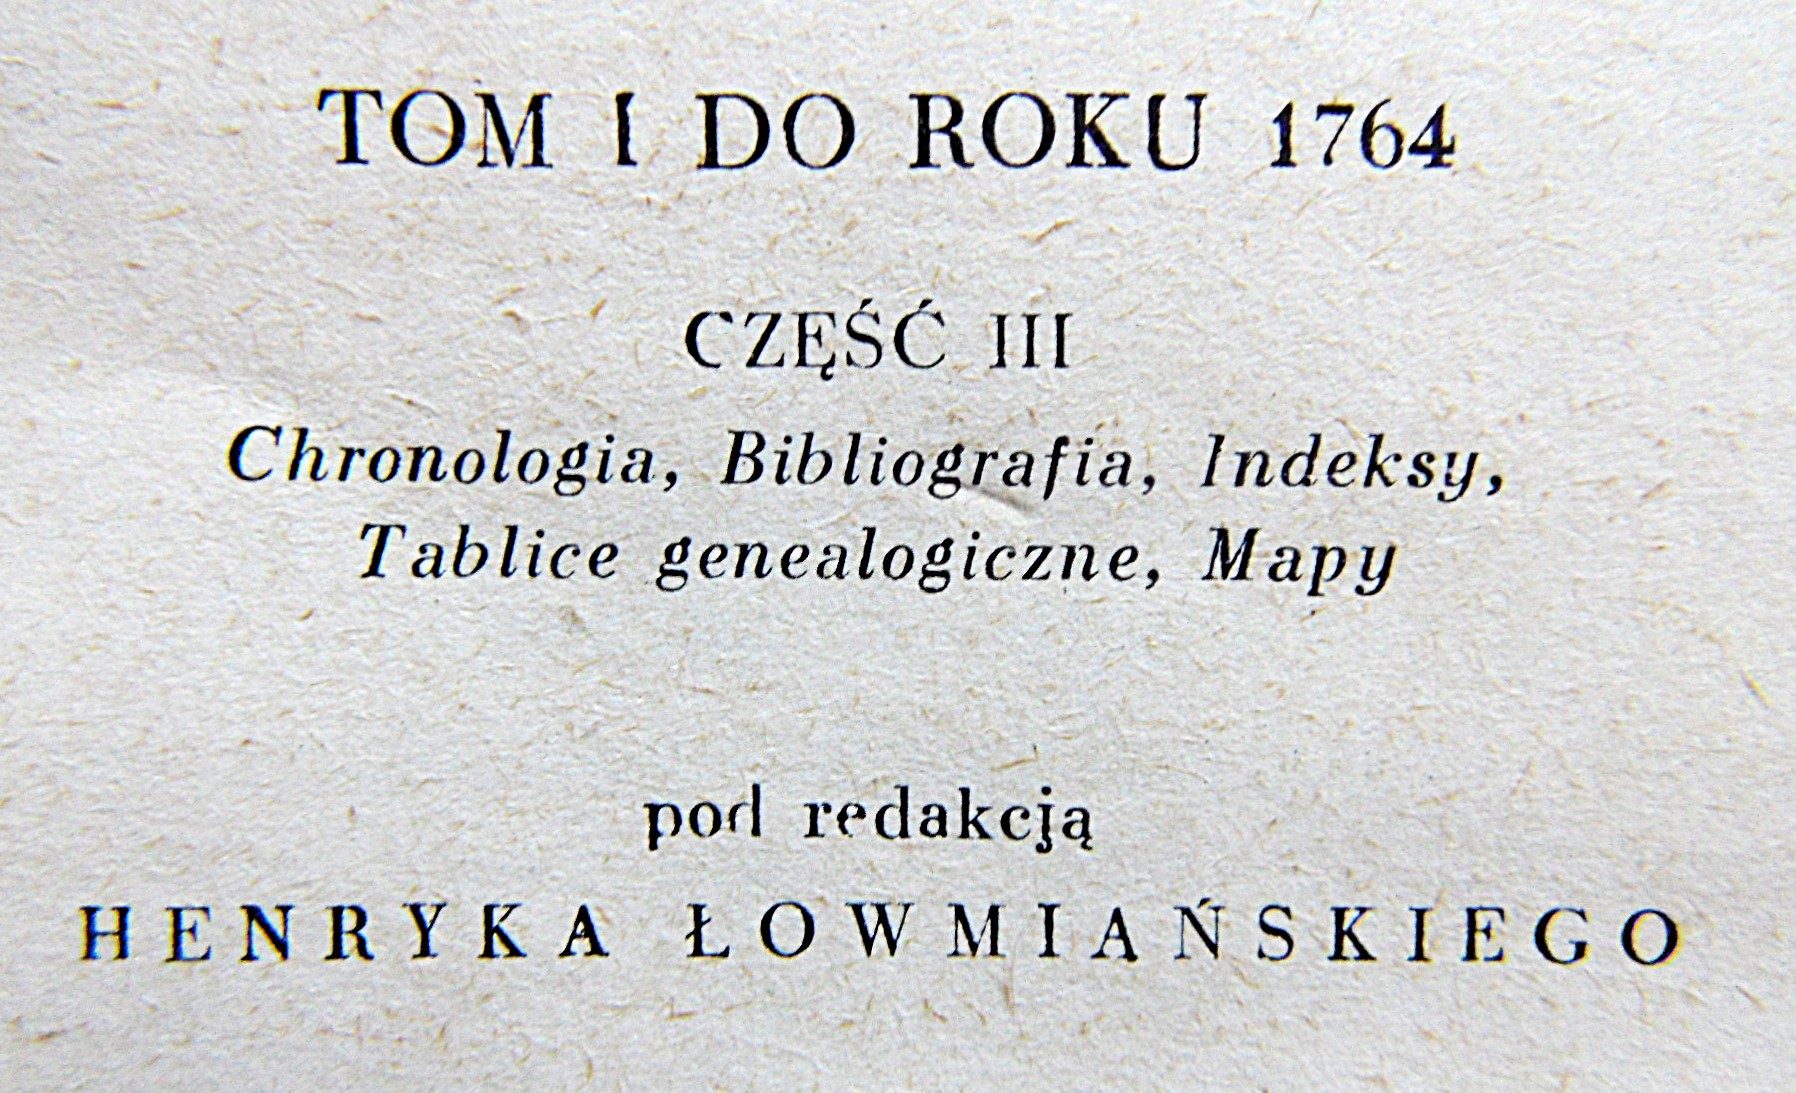 TOM I DO ROKU 1764
CZĘŚĆ III
Chronologia, Bibliografia, Indeksy,
Tablice genealogiczne, Mapy
pod redakcją
HENRYKA ŁOWMIAŃSKIEGO